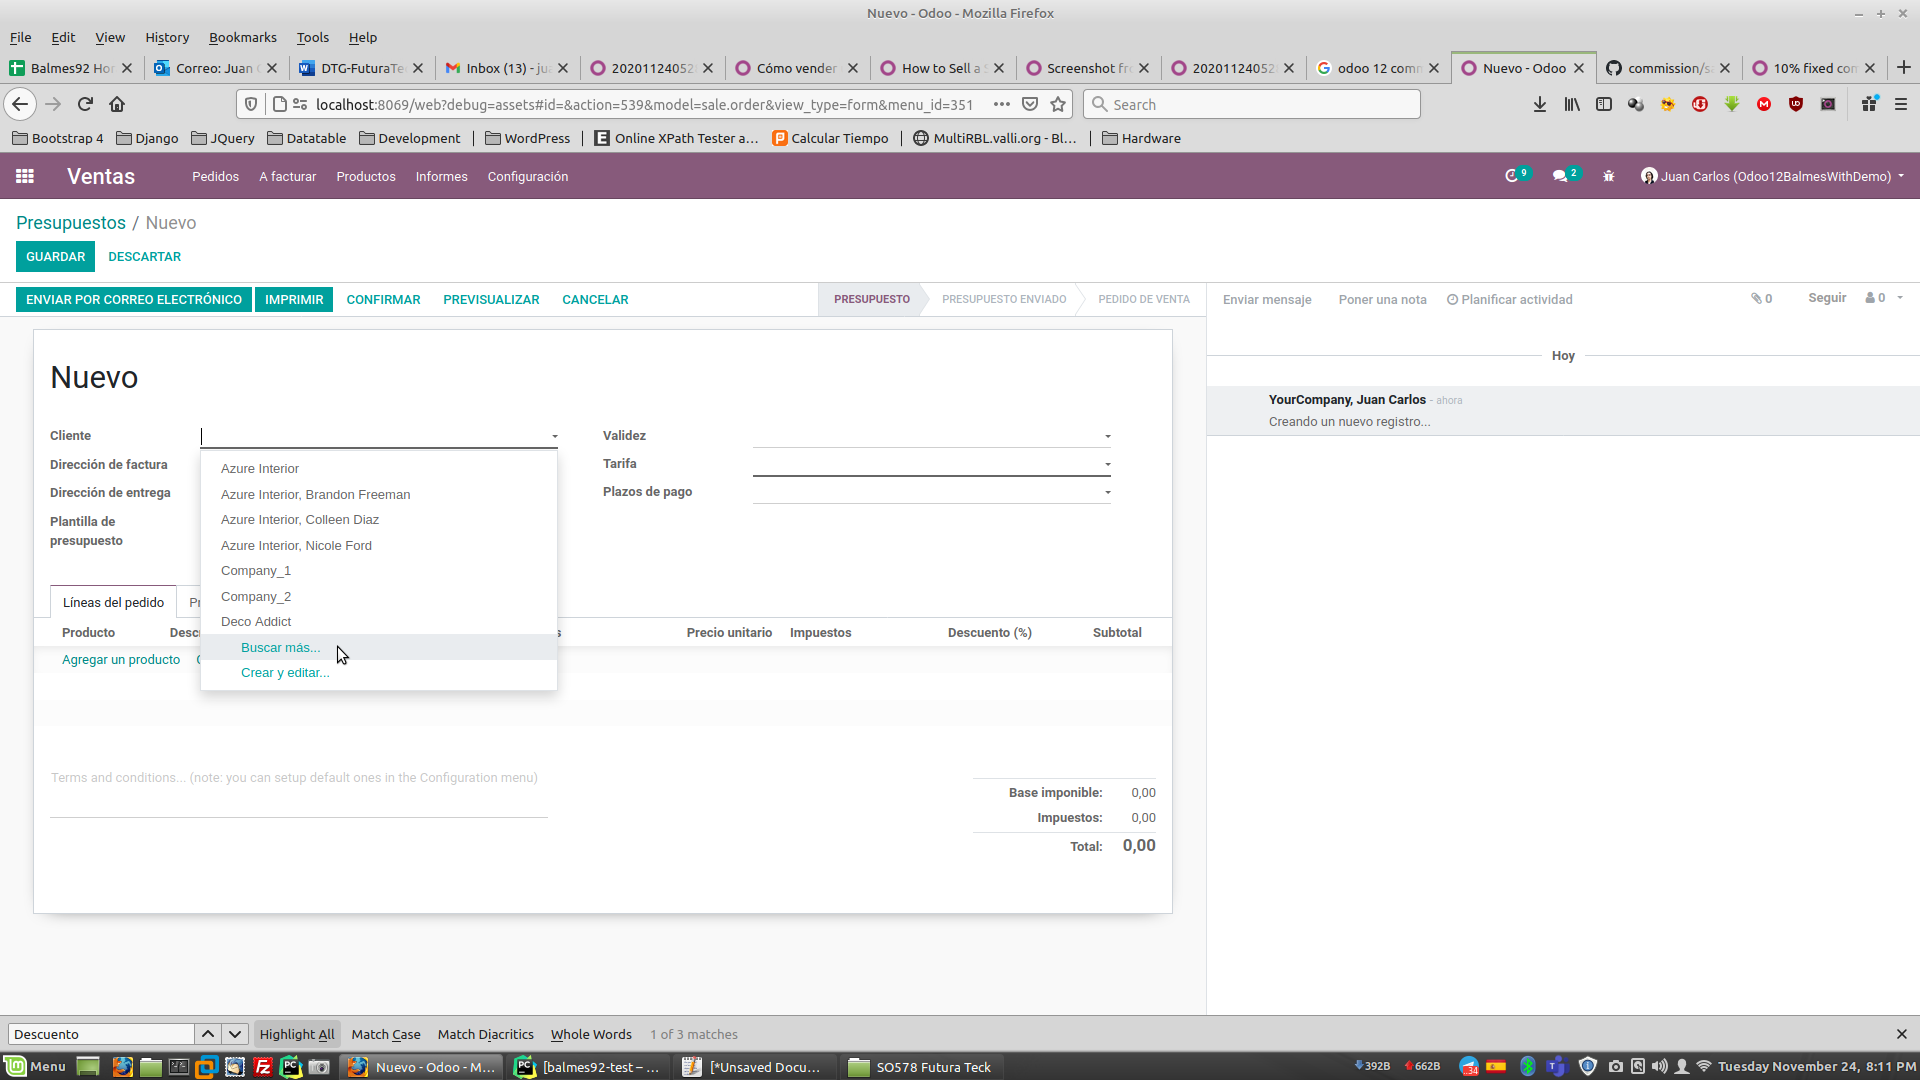 Nuevo - Odoo - Mozilla Firefox
File Edit View History Bookmarks Tools Help
Balmes92 Ho Correo: Juan DTG-FuturaTe Inbox (13) - ju 2020112405 Cómo vender How to Sell a Screenshot fr 2020112405 odoo 12 com Nuevo - Odoo commission/s 10% fixed co
localhost:8069/web?debug=assets#id=&action=539&model=sale.order&view_type=form&menu_id=351 Search
Bootstrap 4 Django JQuery Datatable Development WordPress Online XPath Tester a... Calcular Tiempo MultiRBL.valli.org - Bl... Hardware
Ventas Pedidos A facturar Productos Informes Configuración 9 2 Juan Carlos (Odoo12BalmesWithDemo)
Presupuestos / Nuevo
GUARDAR DESCARTAR
ENVIAR POR CORREO ELECTRÓNICO IMPRIMIR CONFIRMAR PREVISUALIZAR CANCELAR PRESUPUESTO PRESUPUESTO ENVIADO PEDIDO DE VENTA Enviar mensaje Poner una nota Planificar actividad 0 Seguir 0
Hoy
YourCompany, Juan Carlos - ahora
Creando un nuevo registro...
Nuevo
Cliente
Dirección de factura
Dirección de entrega
Plantilla de
presupuesto
Validez
Tarifa
Plazos de pago
Azure Interior
Azure Interior, Brandon Freeman
Azure Interior, Colleen Diaz
Azure Interior, Nicole Ford
Company_1
Company_2
Deco Addict
Buscar más...
Crear y editar...
Líneas del pedido Pr
Producto Desc s Precio unitario Impuestos Descuento (%) Subtotal
Agregar un producto
Terms and conditions... (note: you can setup default ones in the Configuration menu)
Base imponible: 0,00
Impuestos: 0,00
Total: 0,00
Descuento Highlight All Match Case Match Diacritics Whole Words 1 of 3 matches
Menu Nuevo - Odoo - M... [balmes92-test – ... [*Unsaved Docu... SO578 Futura Teck 392B 662B 34 Tuesday November 24, 8:11 PM